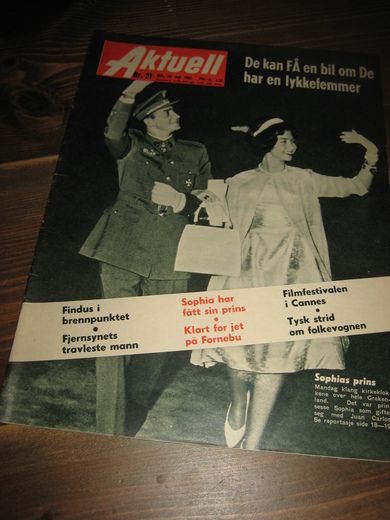 Aktuell
Nr. 21
De kan FÅ en bil om De
har en lykkefemmer
Findus i
brennpunktet
•
Fjernsynets
travleste mann
Sophia har
fått sin prins
•
Klart for jet
på Fornebu
Filmfestivalen
i Cannes
•
Tysk strid
om folkevognen
Sophias prins
Mandag klang kirkeklok-
kene over hele Greken-
land. Det var prin-
sesse Sophia som giftet
seg med Juan Carlos.
Se reportasje side 18—19